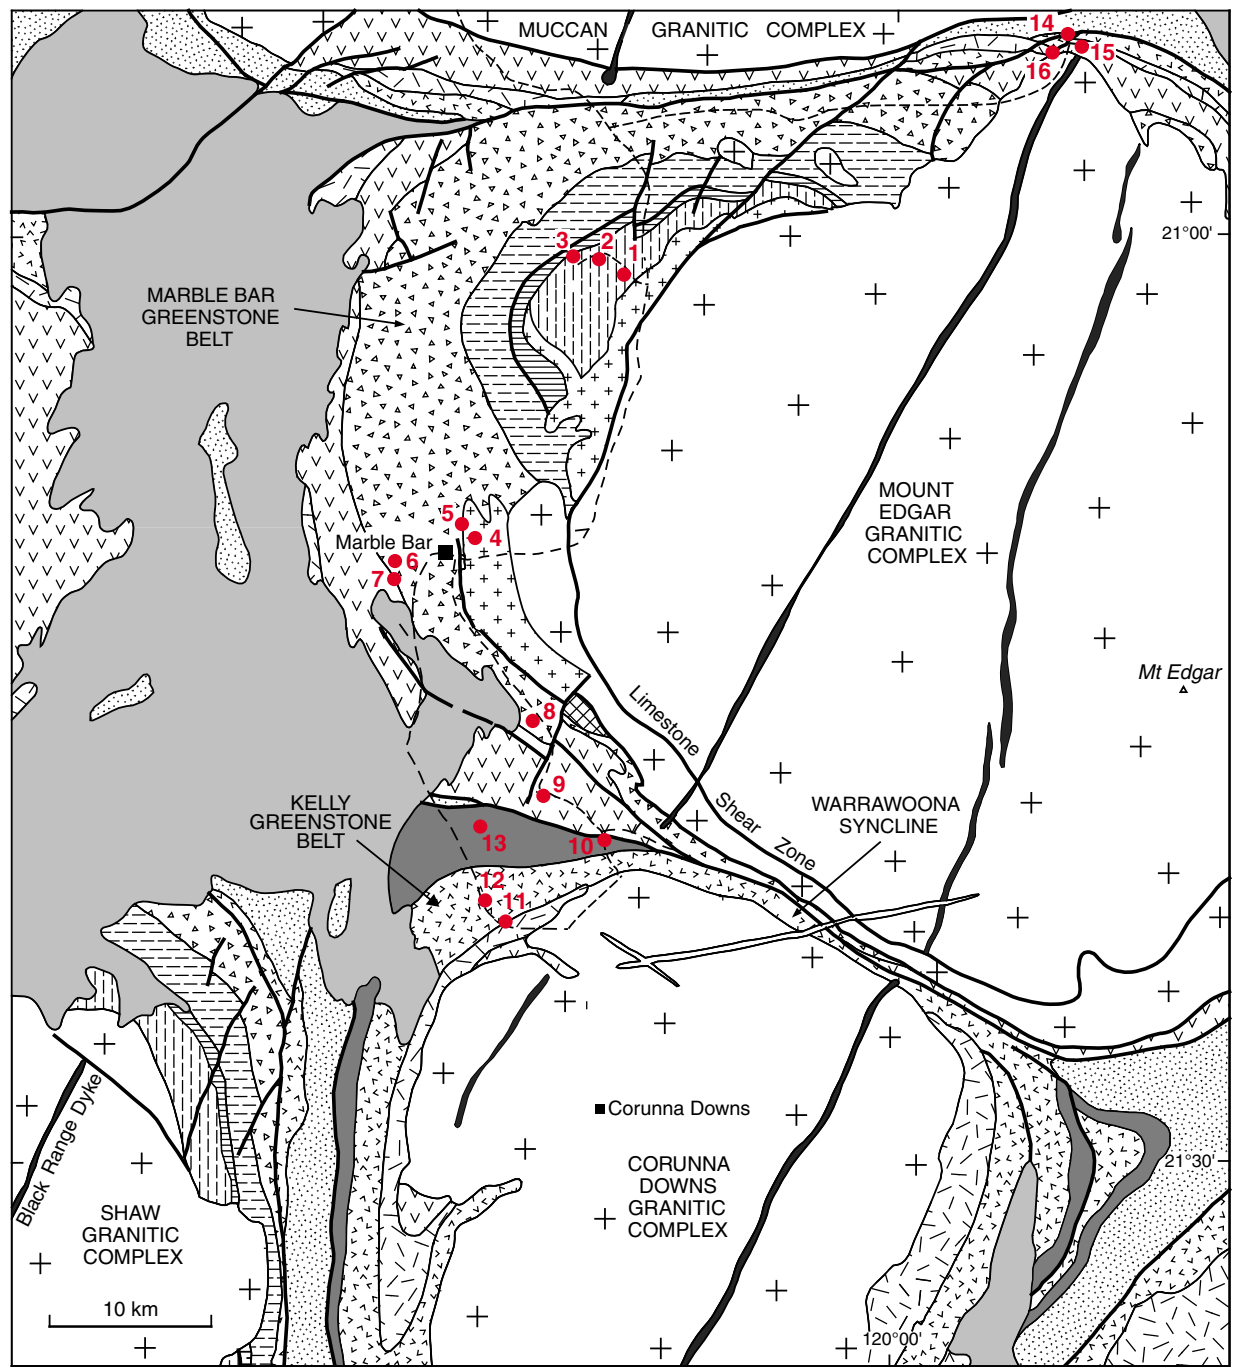 MUCCAN GRANITIC COMPLEX
14
15
16
21°00'
3
2
1
MARBLE BAR
GREENSTONE
BELT
MOUNT
EDGAR
GRANITIC
COMPLEX
5
4
Marble Bar
6
7
Mt Edgar
Limestone
Shear
Zone
8
9
KELLY
GREENSTONE
BELT
WARRAWOONA
SYNCLINE
13
10
12
11
Black Range Dyke
Corunna Downs
21°30'
CORUNNA
DOWNS
GRANITIC
COMPLEX
SHAW
GRANITIC
COMPLEX
10 km
120°00'